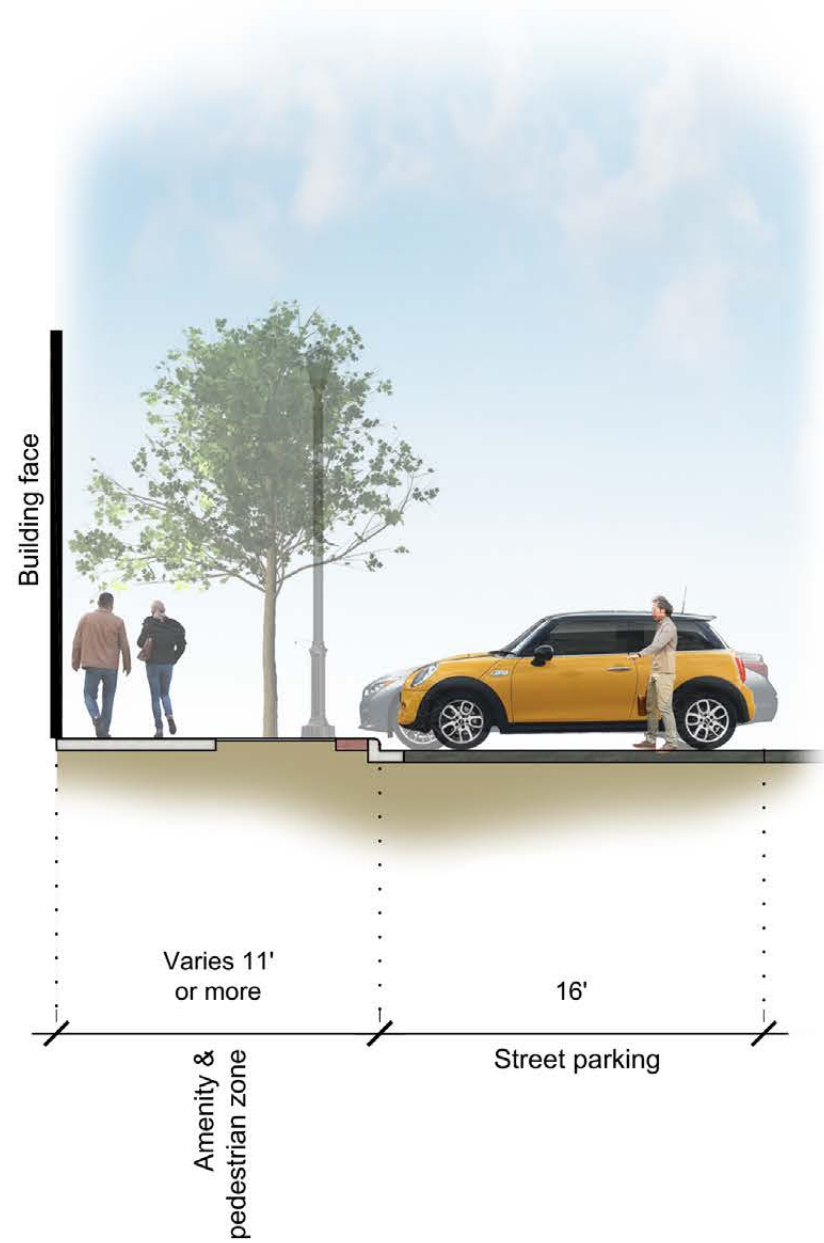 Building face
Varies 11'
or more
16'
Street parking
Amenity &
pedestrian zone